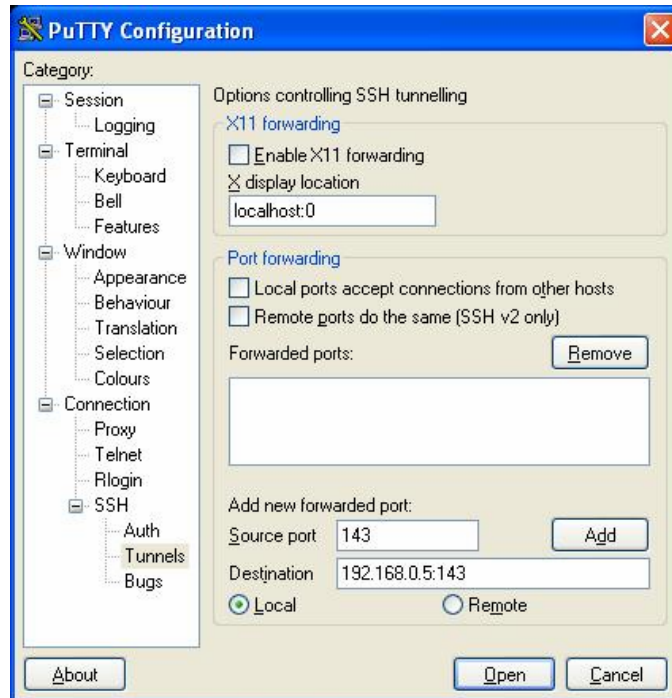 PuTTY Configuration
Category:
Session
Logging
Terminal
Keyboard
Bell
Features
Window
Appearance
Behaviour
Translation
Selection
Colours
Connection
Proxy
Telnet
Rlogin
SSH
Auth
Tunnels
Bugs
Options controlling SSH tunnelling
X11 forwarding
Enable X11 forwarding
X display location
localhost:0
Port forwarding
Local ports accept connections from other hosts
Remote ports do the same (SSH v2 only)
Forwarded ports:
Remove
Add new forwarded port:
Source port 143 Add
Destination 192.168.0.5:143
Local Remote
About Open Cancel